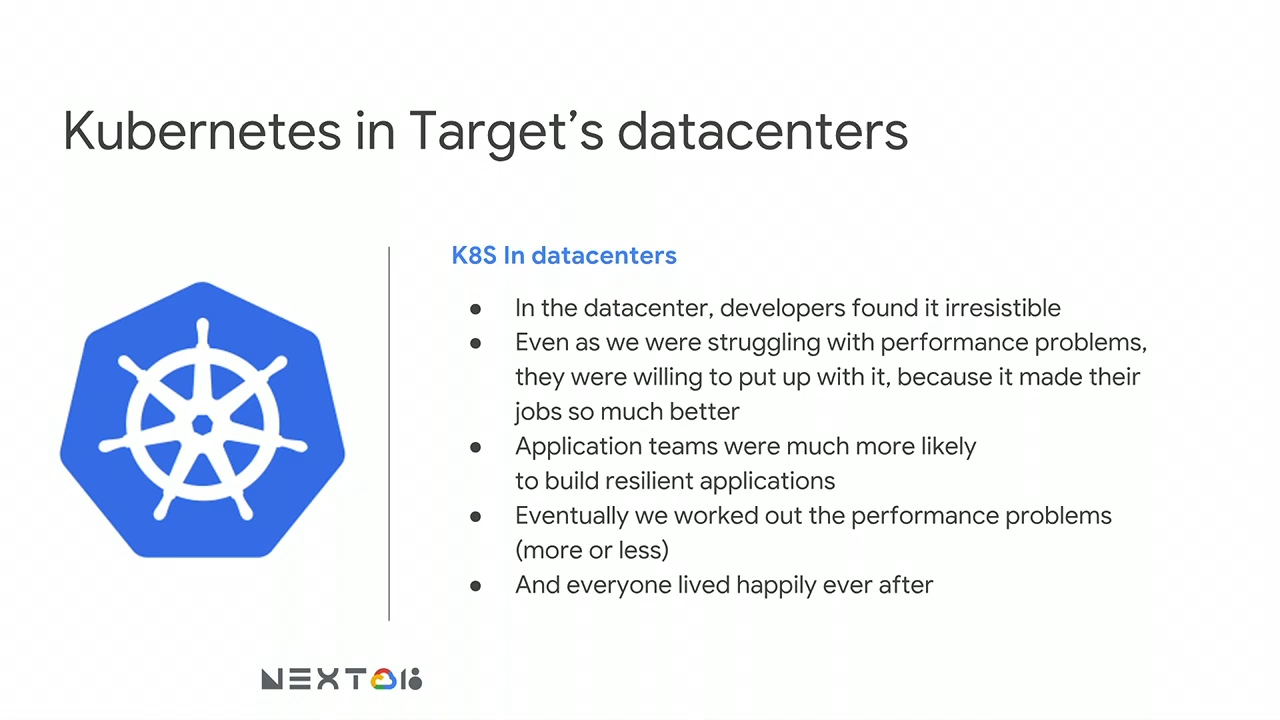 Kubernetes in Target’s datacenters
K8S In datacenters
● In the datacenter, developers found it irresistible
● Even as we were struggling with performance problems,
they were willing to put up with it, because it made their
jobs so much better
● Application teams were much more likely
to build resilient applications
● Eventually we worked out the performance problems
(more or less)
● And everyone lived happily ever after
NEXT 18